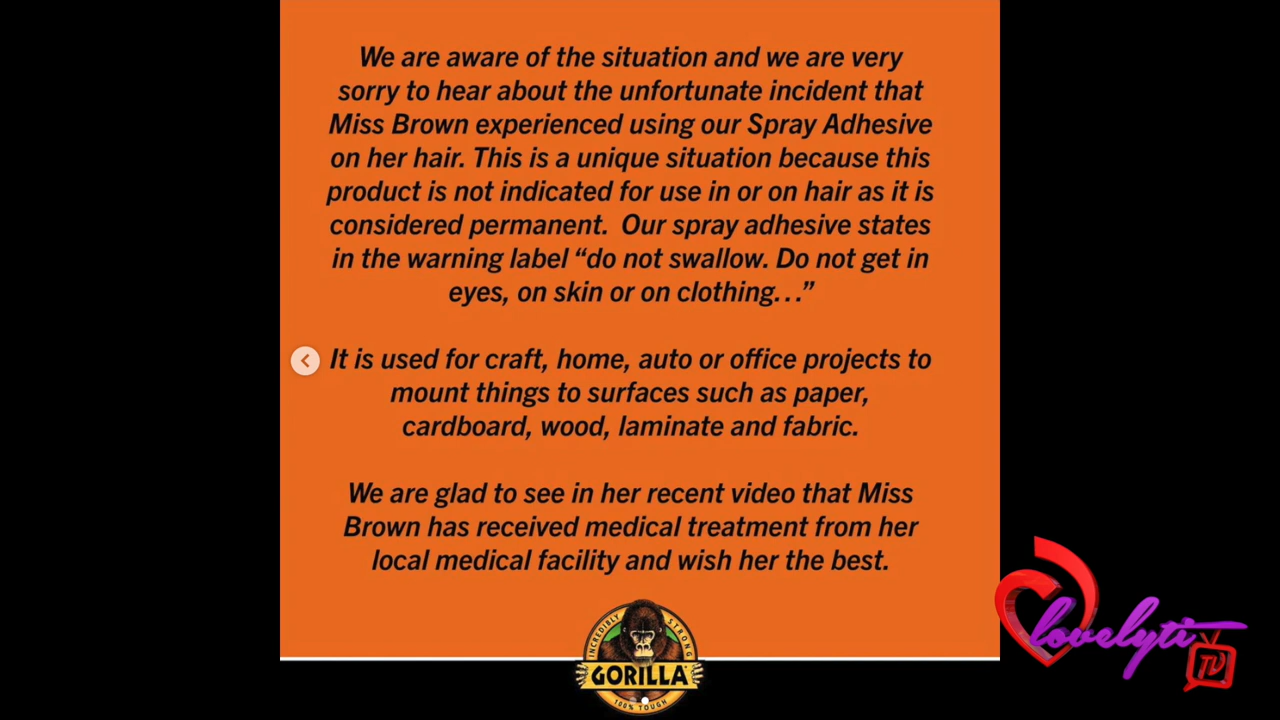 We are aware of the situation and we are very
sorry to hear about the unfortunate incident that
Miss Brown experienced using our Spray Adhesive
on her hair. This is a unique situation because this
product is not indicated for use in or on hair as it is
considered permanent.  Our spray adhesive states
in the warning label “do not swallow. Do not get in
eyes, on skin or on clothing…”
It is used for craft, home, auto or office projects to
mount things to surfaces such as paper,
cardboard, wood, laminate and fabric.
We are glad to see in her recent video that Miss
Brown has received medical treatment from her
local medical facility and wish her the best.
INCREDIBLY STRONG
GORILLA
100% TOUGH
lovelyti
TV